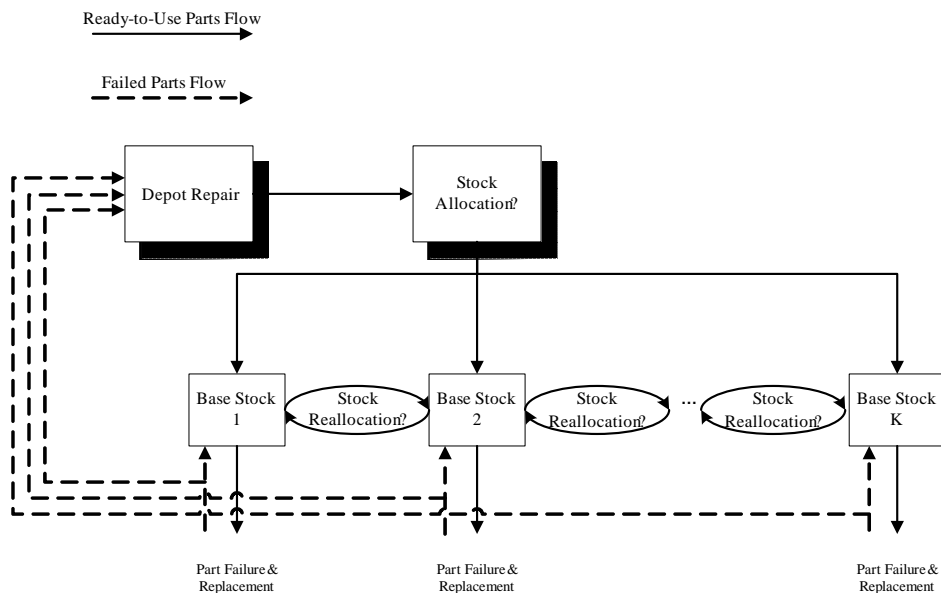 Ready-to-Use Parts Flow
Failed Parts Flow
Depot Repair
Stock
Allocation?
Base Stock
1
Stock
Reallocation?
Base Stock
2
Stock
Reallocation?
...
Stock
Reallocation?
Base Stock
K
Part Failure &
Replacement
Part Failure &
Replacement
Part Failure &
Replacement